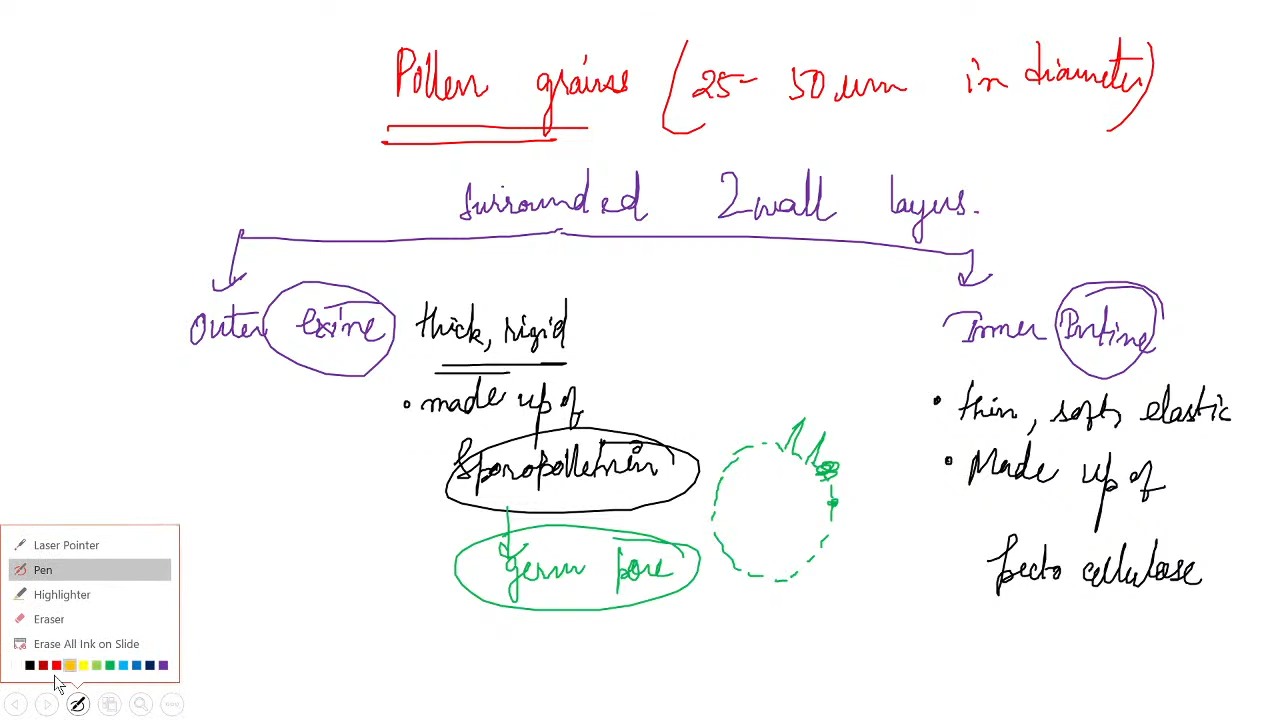 Pollen grains (25- 50 um in diameter)
surrounded 2 wall layers.
Outer exine thick, rigid
• made up of
Sporopollenin
Germ pore
Inner Intine
• thin, soft, elastic
• Made up of
pecto cellulose
Laser Pointer
Pen
Highlighter
Eraser
Erase All Ink on Slide